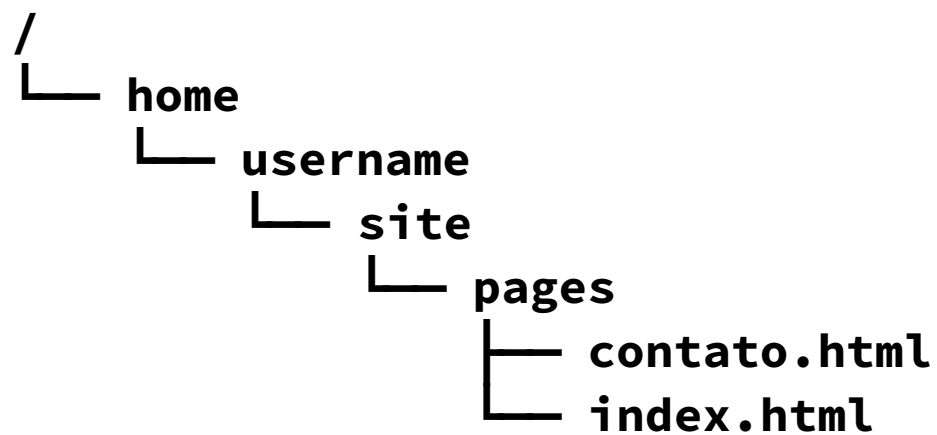 /
└── home
└── username
└── site
└── pages
├── contato.html
└── index.html